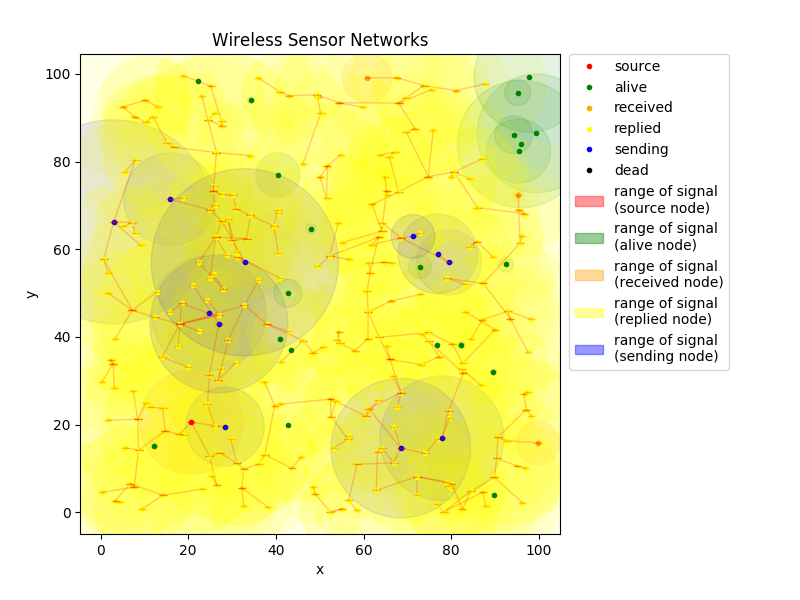 Wireless Sensor Networks
100
80
60
40
20
0
y
0
20
40
60
80
100
x
source
alive
received
replied
sending
dead
range of signal
(source node)
range of signal
(alive node)
range of signal
(received node)
range of signal
(replied node)
range of signal
(sending node)